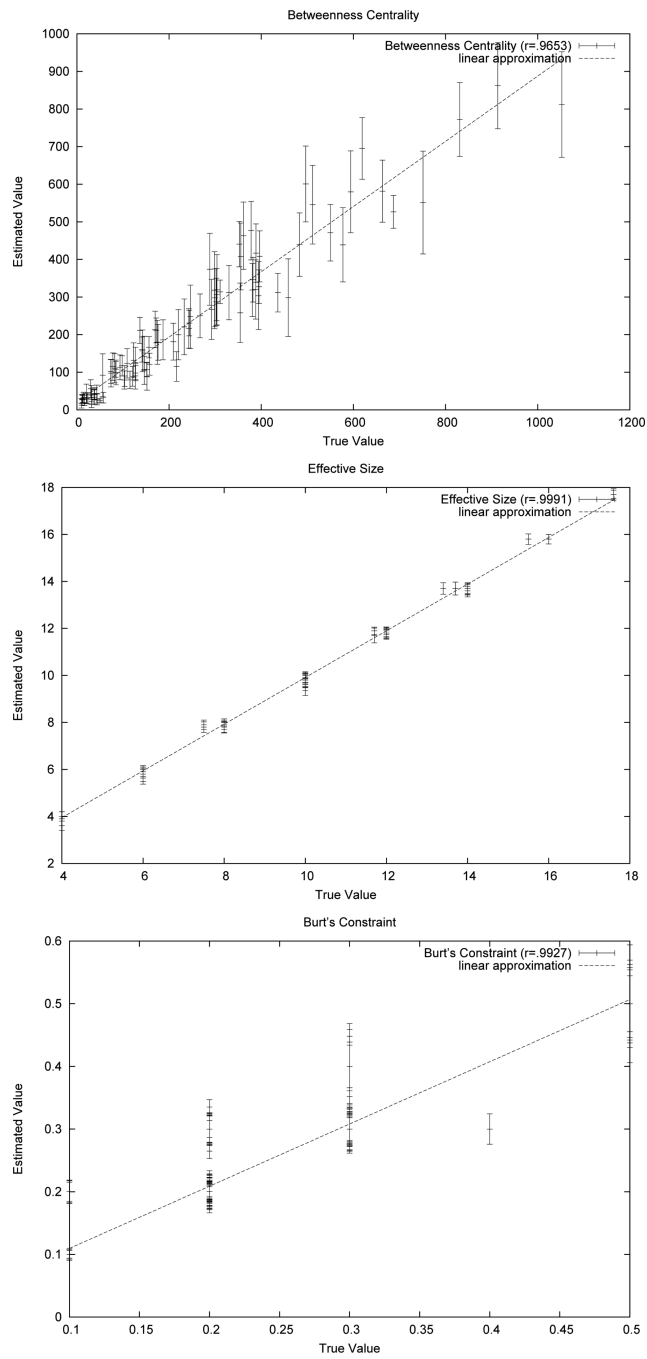 Betweenness Centrality
1000
900
800
700
600
500
400
300
200
100
0
Estimated Value
Betweenness Centrality (r=.9653)
linear approximation
0 200 400 600 800 1000 1200
True Value
Effective Size
18
16
14
12
10
8
6
4
2
Estimated Value
Effective Size (r=.9991)
linear approximation
4 6 8 10 12 14 16 18
True Value
Burt's Constraint
0.6
0.5
0.4
0.3
0.2
0.1
0
Estimated Value
Burt's Constraint (r=.9927)
linear approximation
0.1 0.15 0.2 0.25 0.3 0.35 0.4 0.45 0.5
True Value